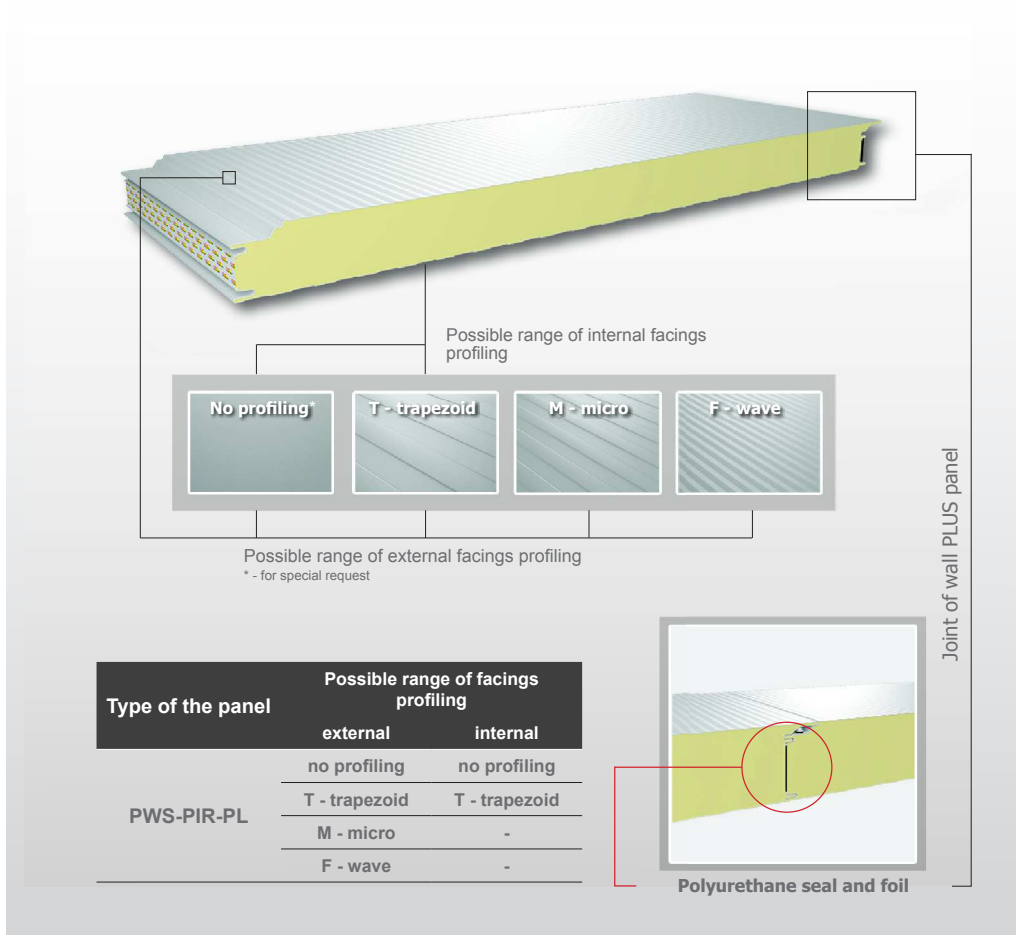 Possible range of internal facings
profiling
No profiling*
T - trapezoid
M - micro
F - wave
Possible range of external facings profiling
* - for special request
Joint of wall PLUS panel
Type of the panel
Possible range of facings
profiling
external internal
PWS-PIR-PL
no profiling no profiling
T - trapezoid T - trapezoid
M - micro -
F - wave -
Polyurethane seal and foil